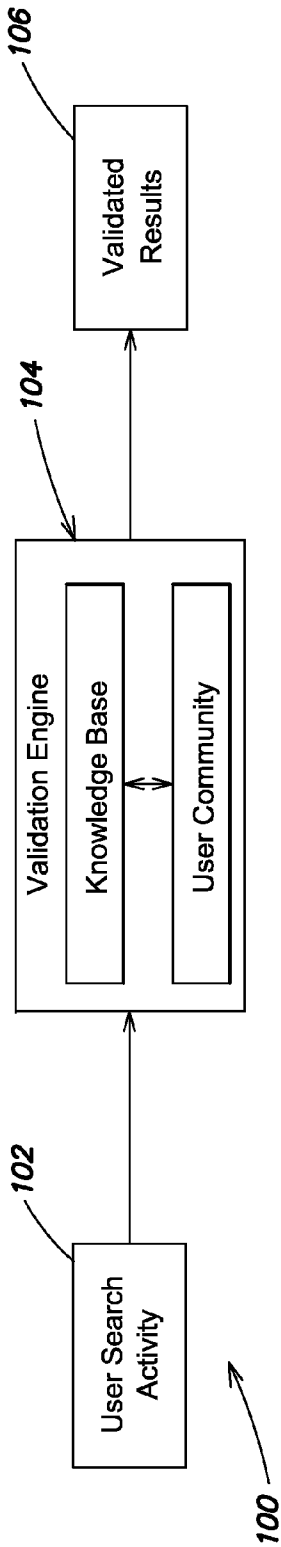 102
User Search
Activity
104
Validation Engine
Knowledge Base
User Community
106
Validated
Results
100